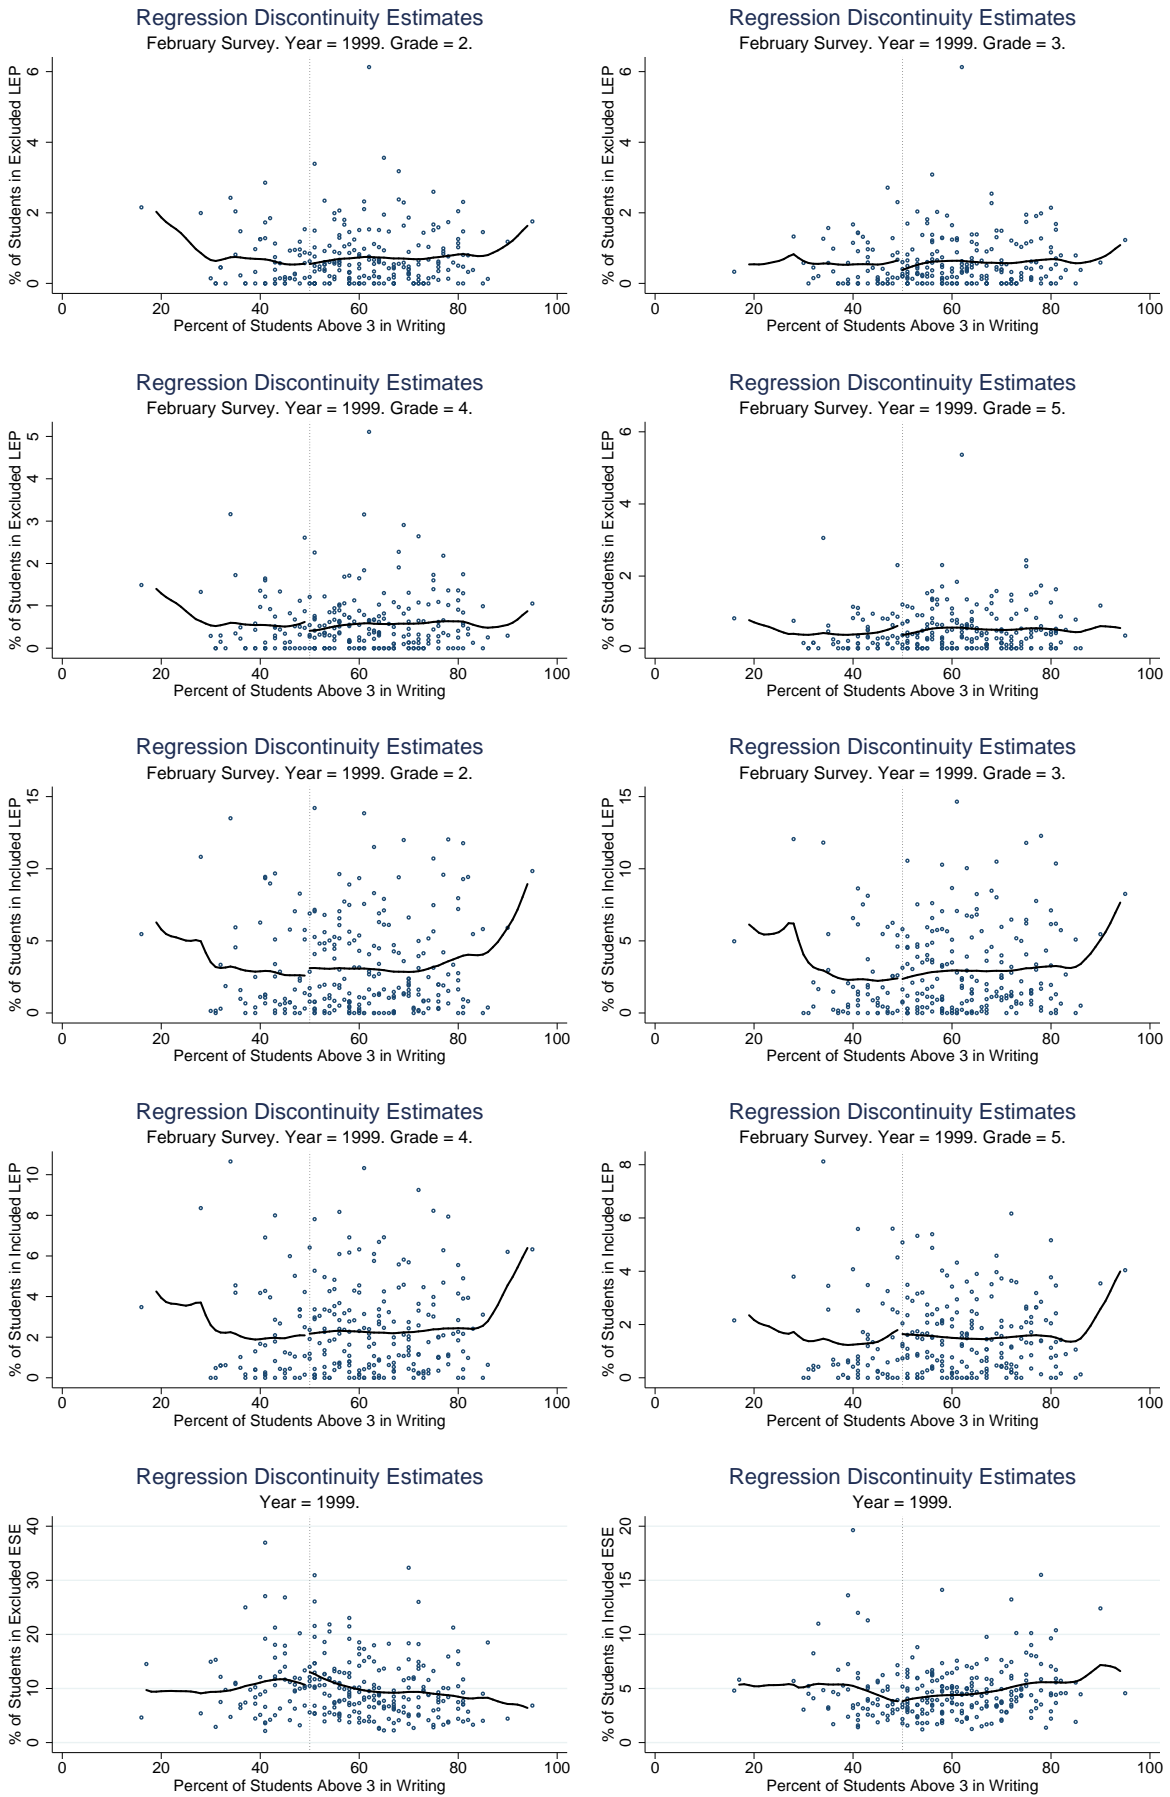 Regression Discontinuity Estimates
February Survey. Year = 1999. Grade = 2.
% of Students in Excluded LEP
6
4
2
0
0 20 40 60 80 100
Percent of Students Above 3 in Writing
Regression Discontinuity Estimates
February Survey. Year = 1999. Grade = 3.
% of Students in Excluded LEP
6
4
2
0
0 20 40 60 80 100
Percent of Students Above 3 in Writing
Regression Discontinuity Estimates
February Survey. Year = 1999. Grade = 4.
% of Students in Excluded LEP
5
4
3
2
1
0
0 20 40 60 80 100
Percent of Students Above 3 in Writing
Regression Discontinuity Estimates
February Survey. Year = 1999. Grade = 5.
% of Students in Excluded LEP
6
4
2
0
0 20 40 60 80 100
Percent of Students Above 3 in Writing
Regression Discontinuity Estimates
February Survey. Year = 1999. Grade = 2.
% of Students in Included LEP
15
10
5
0
0 20 40 60 80 100
Percent of Students Above 3 in Writing
Regression Discontinuity Estimates
February Survey. Year = 1999. Grade = 3.
% of Students in Included LEP
15
10
5
0
0 20 40 60 80 100
Percent of Students Above 3 in Writing
Regression Discontinuity Estimates
February Survey. Year = 1999. Grade = 4.
% of Students in Included LEP
10
8
6
4
2
0
0 20 40 60 80 100
Percent of Students Above 3 in Writing
Regression Discontinuity Estimates
February Survey. Year = 1999. Grade = 5.
% of Students in Included LEP
8
6
4
2
0
0 20 40 60 80 100
Percent of Students Above 3 in Writing
Regression Discontinuity Estimates
Year = 1999.
% of Students in Excluded ESE
40
30
20
10
0
0 20 40 60 80 100
Percent of Students Above 3 in Writing
Regression Discontinuity Estimates
Year = 1999.
% of Students in Included ESE
20
15
10
5
0
0 20 40 60 80 100
Percent of Students Above 3 in Writing